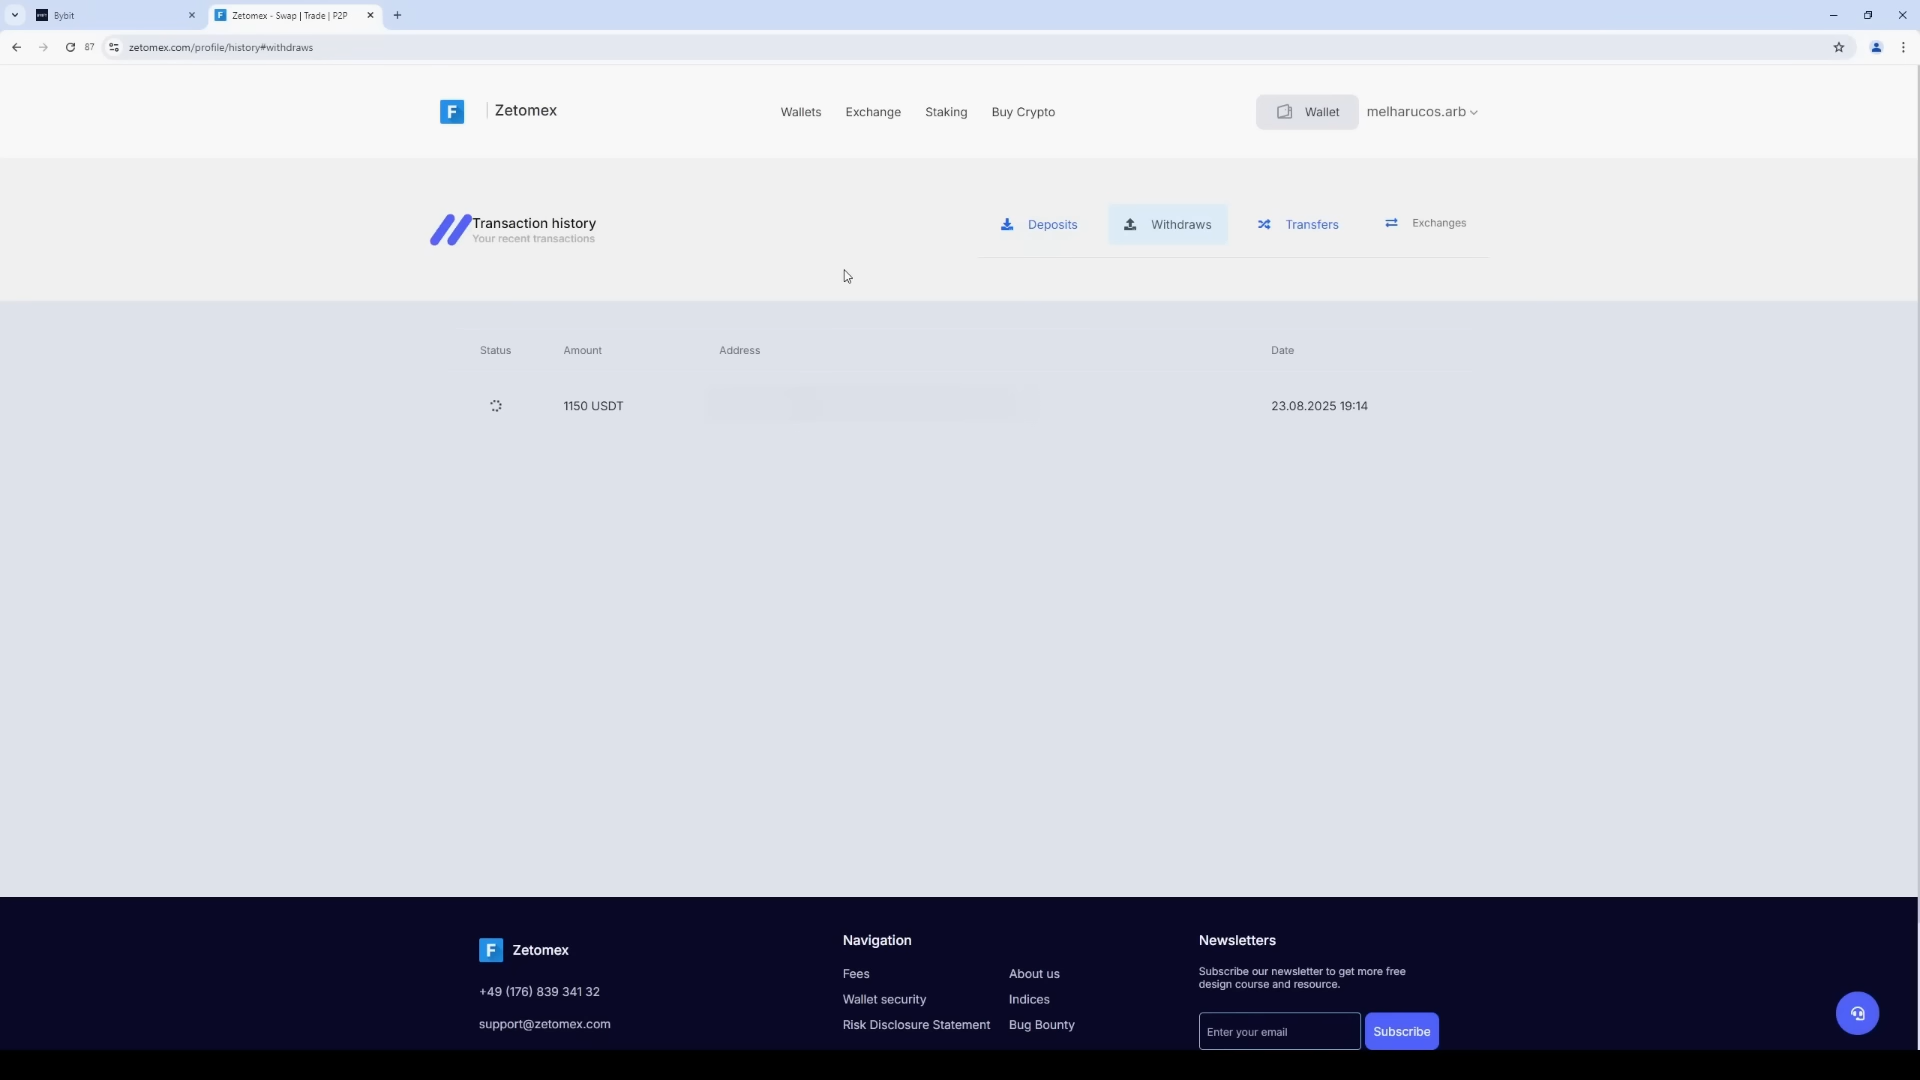 Bybit
Zetomex - Swap | Trade | P2P
87
zetomex.com/profile/history#withdraws
F | Zetomex
Wallets Exchange Staking Buy Crypto
Wallet
melharucos.arb
Transaction history
Your recent transactions
Deposits Withdraws Transfers Exchanges
Status Amount Address Date
1150 USDT 23.08.2025 19:14
F Zetomex
+49 (176) 839 341 32
support@zetomex.com
Navigation
Fees About us
Wallet security Indices
Risk Disclosure Statement Bug Bounty
Newsletters
Subscribe our newsletter to get more free
design course and resource.
Enter your email Subscribe